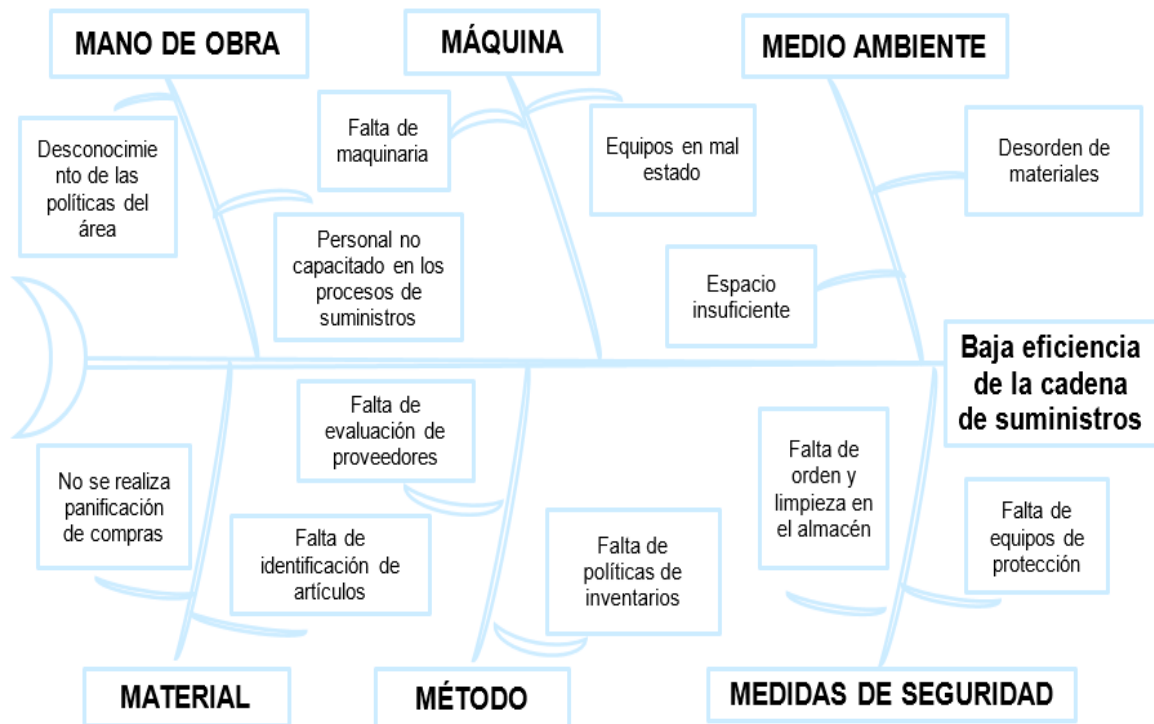 MANO DE OBRA
MÁQUINA
MEDIO AMBIENTE
Desconocimie
nto de las
políticas del
área
Falta de
maquinaria
Equipos en mal
estado
Desorden de
materiales
Personal no
capacitado en los
procesos de
suministros
Espacio
insuficiente
Baja eficiencia
de la cadena
de suministros
No se realiza
panificación
de compras
Falta de
identificación de
artículos
Falta de
evaluación de
proveedores
Falta de
políticas de
inventarios
Falta de
orden y
limpieza en
el almacén
Falta de
equipos de
protección
MATERIAL
MÉTODO
MEDIDAS DE SEGURIDAD